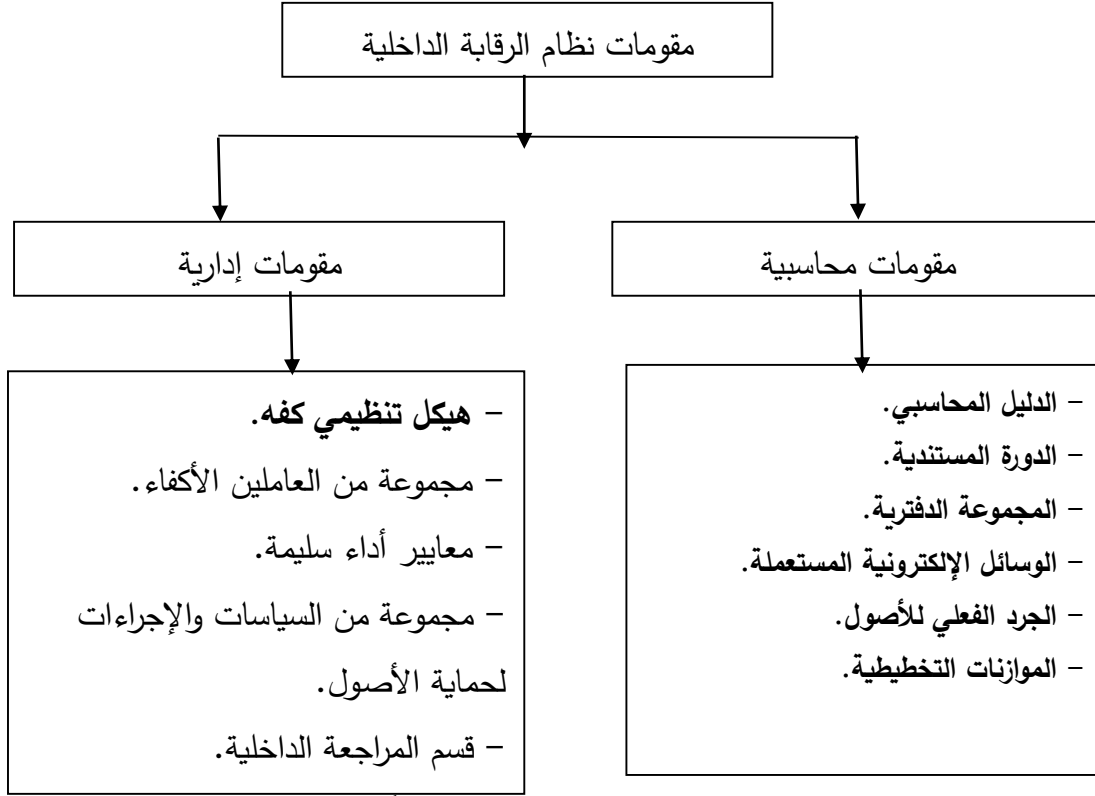 مقومات نظام الرقابة الداخلية
مقومات محاسبية
مقومات إدارية
– الدليل المحاسبي.
– الدورة المستندية.
– المجموعة الدفترية.
– الوسائل الإلكترونية المستعملة.
– الجرد الفعلي للأصول.
– الموازنات التخطيطية.
– هيكل تنظيمي كفه.
– مجموعة من العاملين الأكفاء.
– معايير أداء سليمة.
– مجموعة من السياسات والإجراءات
لحماية الأصول.
– قسم المراجعة الداخلية.